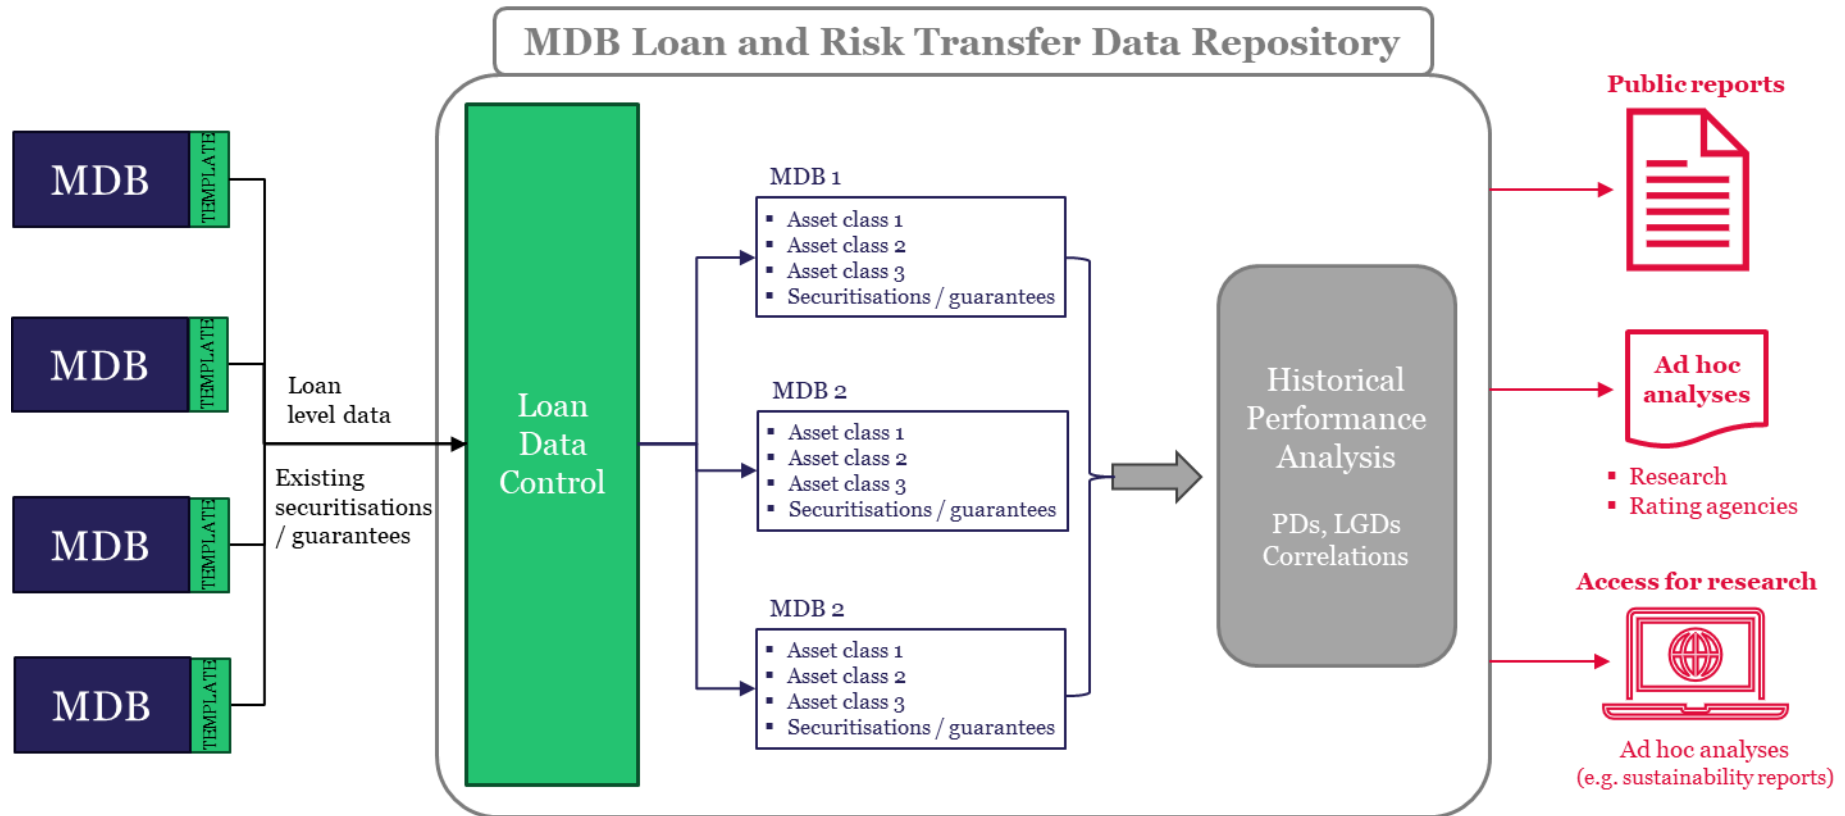 MDB Loan and Risk Transfer Data Repository
MDB
TEMPLATE
MDB
TEMPLATE
MDB
TEMPLATE
MDB
TEMPLATE
Loan
level data
Existing
securitisations
/ guarantees
Loan
Data
Control
MDB 1
▪ Asset class 1
▪ Asset class 2
▪ Asset class 3
▪ Securitisations / guarantees
MDB 2
▪ Asset class 1
▪ Asset class 2
▪ Asset class 3
▪ Securitisations / guarantees
MDB 2
▪ Asset class 1
▪ Asset class 2
▪ Asset class 3
▪ Securitisations / guarantees
Historical
Performance
Analysis
PDs, LGDs
Correlations
Public reports
Ad hoc
analyses
▪ Research
▪ Rating agencies
Access for research
Ad hoc analyses
(e.g. sustainability reports)